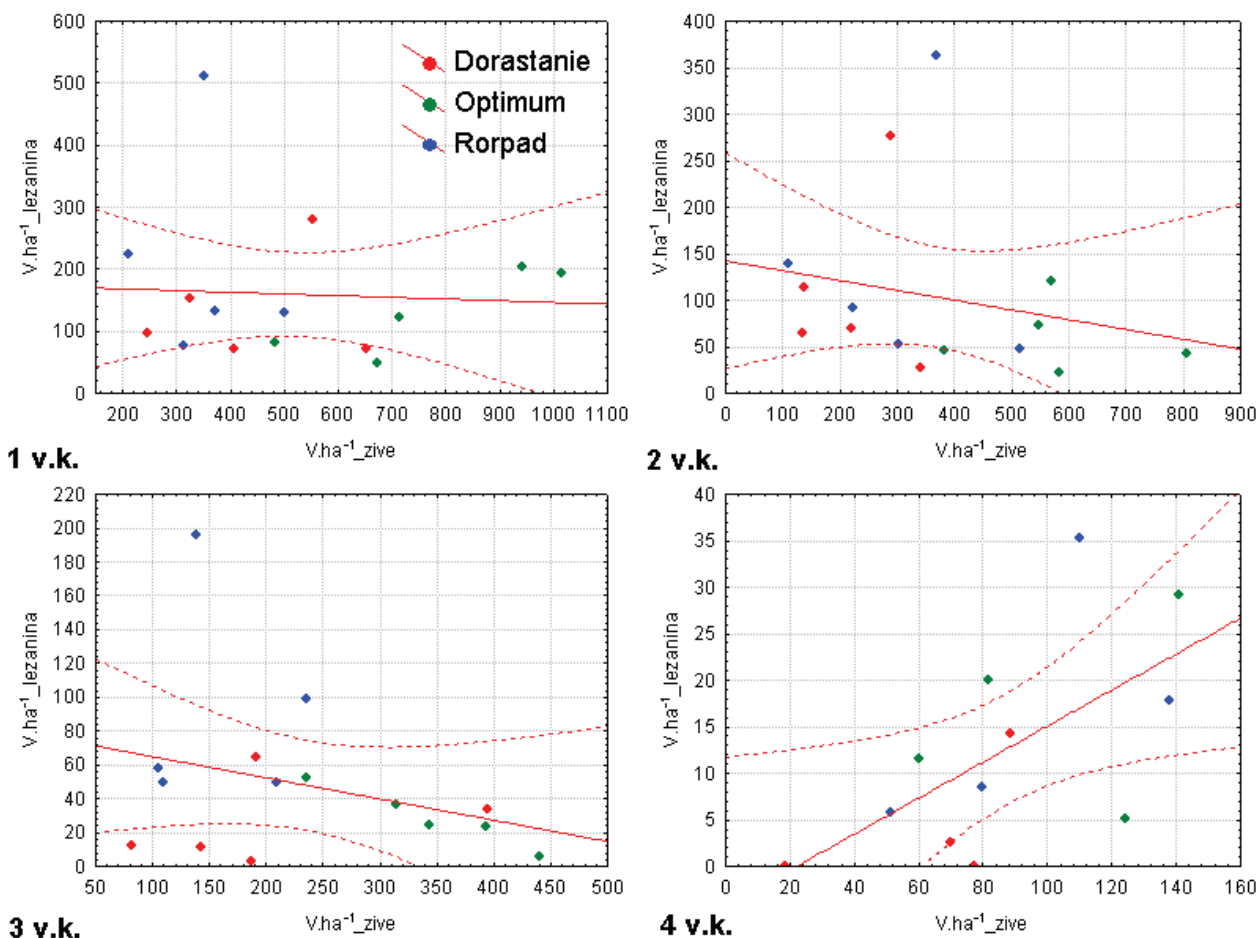 600
500
400
300
200
100
0
V.ha⁻¹_lezanina
Dorastanie
Optimum
Rorpad
200 300 400 500 600 700 800 900 1000 1100
V.ha⁻¹_zive
1 v.k.
400
350
300
250
200
150
100
50
0
V.ha⁻¹_lezanina
0 100 200 300 400 500 600 700 800 900
V.ha⁻¹_zive
2 v.k.
220
200
180
160
140
120
100
80
60
40
20
0
V.ha⁻¹_lezanina
50 100 150 200 250 300 350 400 450 500
V.ha⁻¹_zive
3 v.k.
40
35
30
25
20
15
10
5
0
V.ha⁻¹_lezanina
0 20 40 60 80 100 120 140 160
V.ha⁻¹_zive
4 v.k.